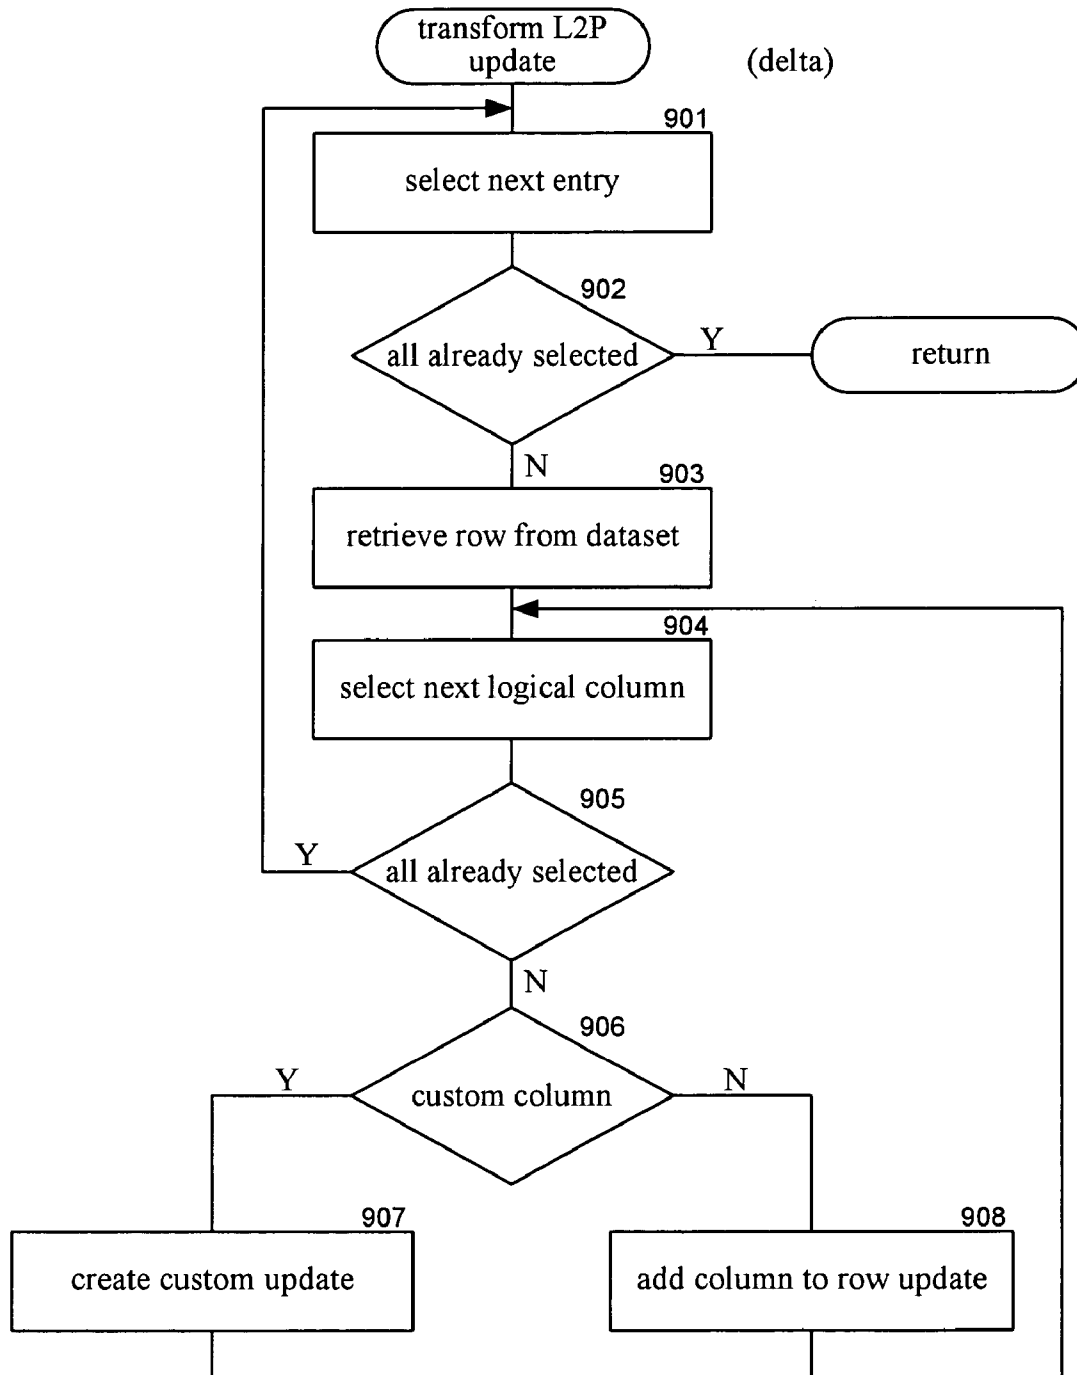 transform L2P
update
(delta)
901
select next entry
902
all already selected
Y
return
N
903
retrieve row from dataset
904
select next logical column
905
all already selected
Y
N
906
custom column
Y
N
907
create custom update
908
add column to row update